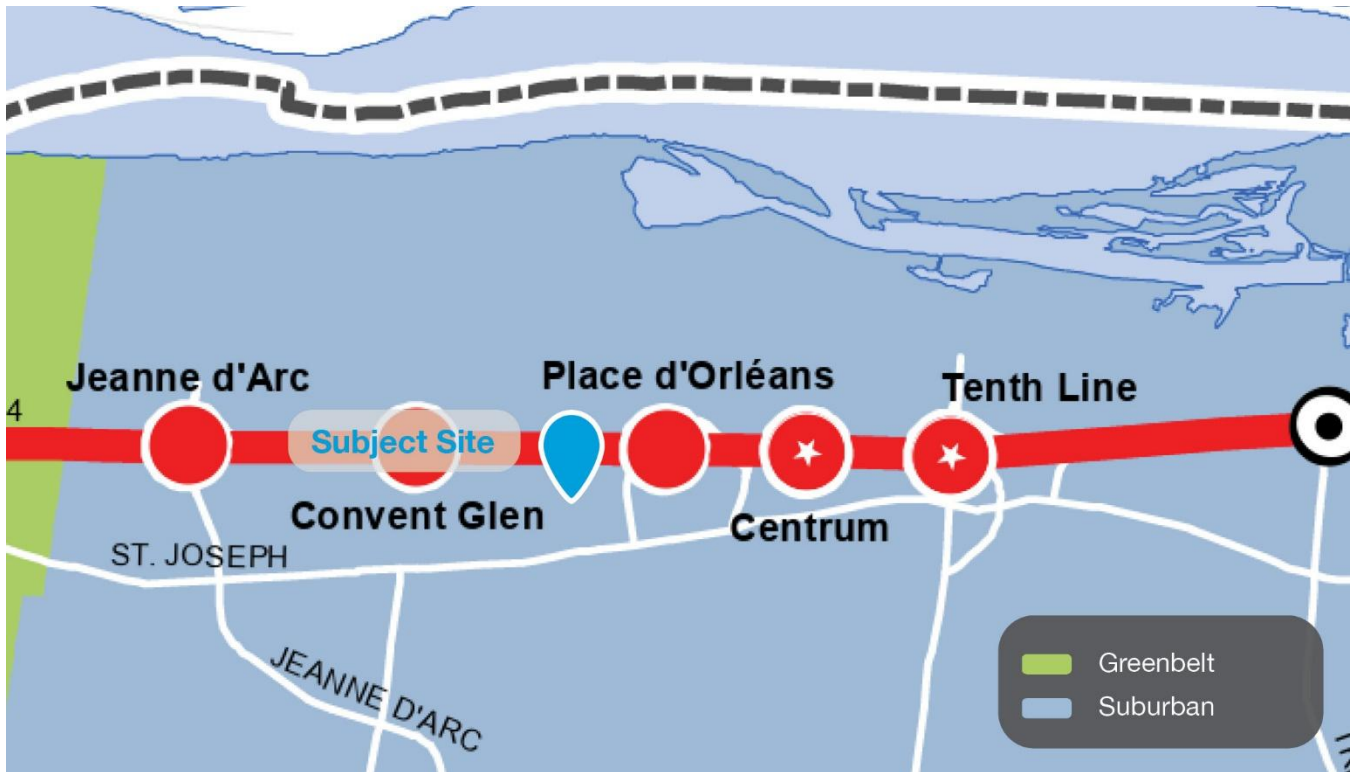 Jeanne d'Arc
Place d'Orléans
Tenth Line
4
Subject Site
Convent Glen
Centrum
ST. JOSEPH
JEANNE D'ARC
Greenbelt
Suburban